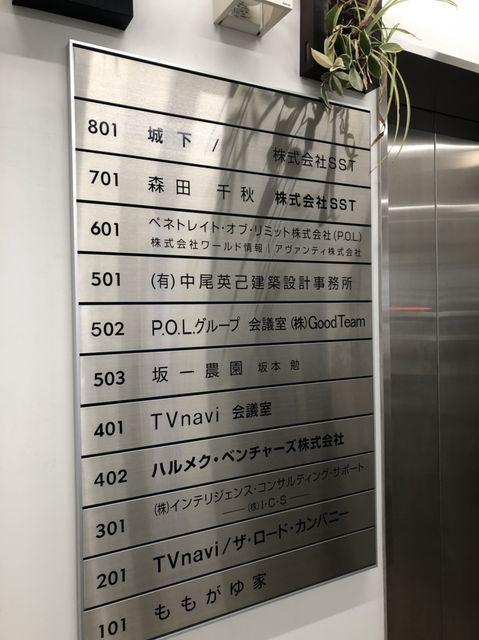 801 城下 / 株式会社SST
701 森田 千秋 株式会社SST
601 ペネトレイト・オブ・リミット株式会社(P.O.L)
株式会社ワールド情報 | アヴァンティ株式会社
501 (有)中尾英己建築設計事務所
502 P.O.L.グループ 会議室 (株)GoodTeam
503 坂一農園 坂本 勉
401 TVnavi 会議室
402 ハルメク・ベンチャーズ株式会社
301 (株)インテリジェンス・コンサルティング・サポート
(株)I・C・S
201 TVnavi/ザ・ロード・カンパニー
101 ももがゆ家